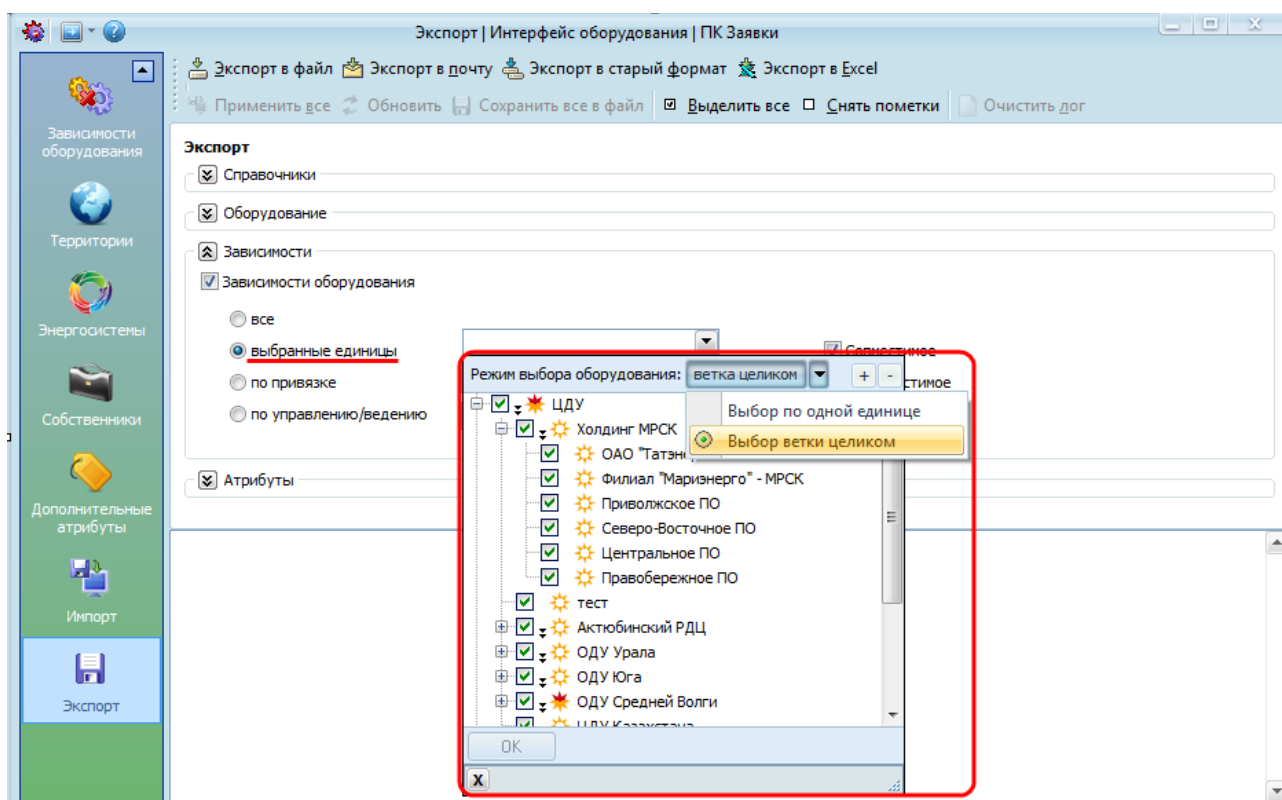 Экспорт | Интерфейс оборудования | ПК Заявки
Экспорт в файл Экспорт в почту Экспорт в старый формат Экспорт в Excel
Применить все Обновить Сохранить все в файл Выделить все Снять пометки Очистить лог
Зависимости
оборудования
Территории
Энергосистемы
Собственники
Дополнительные
атрибуты
Импорт
Экспорт
Экспорт
Справочники
Оборудование
Зависимости
Зависимости оборудования
все
выбранные единицы
по привязке
по управлению/ведению
Атрибуты
Режим выбора оборудования: ветка целиком + -
Выбор по одной единице
Выбор ветки целиком
ЦДУ
Холдинг МРСК
ОАО
Филиал "Мариэнерго" - МРСК
Приволжское ПО
Северо-Восточное ПО
Центральное ПО
Правобережное ПО
тест
Актюбинский РДЦ
ОДУ Урала
ОДУ Юга
ОДУ Средней Волги
OK
X